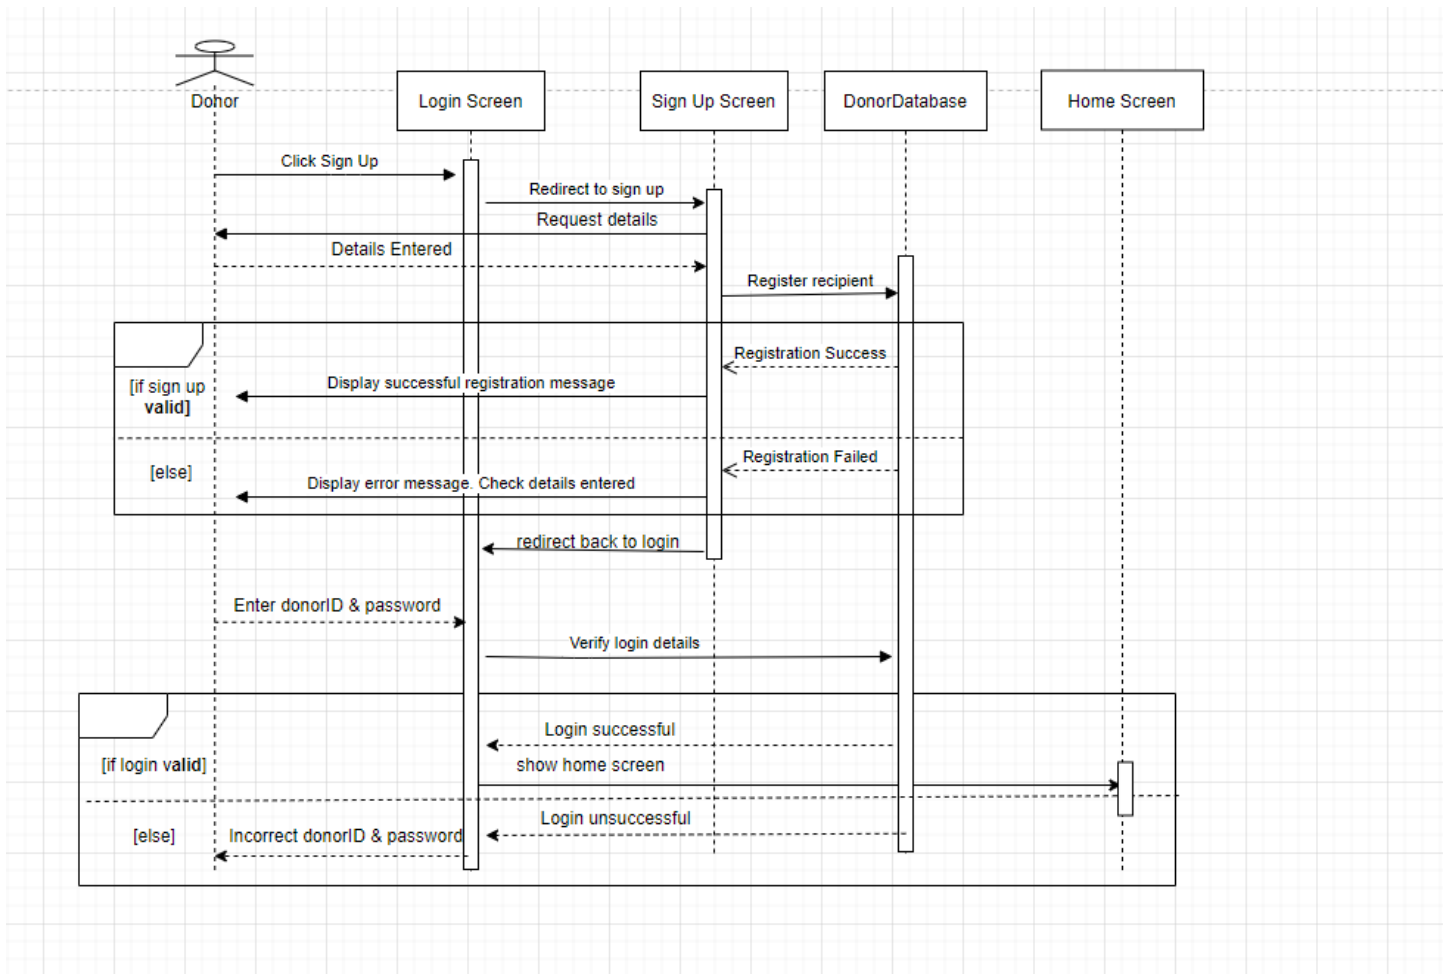 Donor
Login Screen
Sign Up Screen
DonorDatabase
Home Screen
Click Sign Up
Redirect to sign up
Request details
Details Entered
Register recipient
Registration Success
[if sign up
valid]
Display successful registration message
Registration Failed
[else]
Display error message. Check details entered
redirect back to login
Enter donorID & password
Verify login details
Login successful
[if login valid]
show home screen
Login unsuccessful
[else]
Incorrect donorID & password